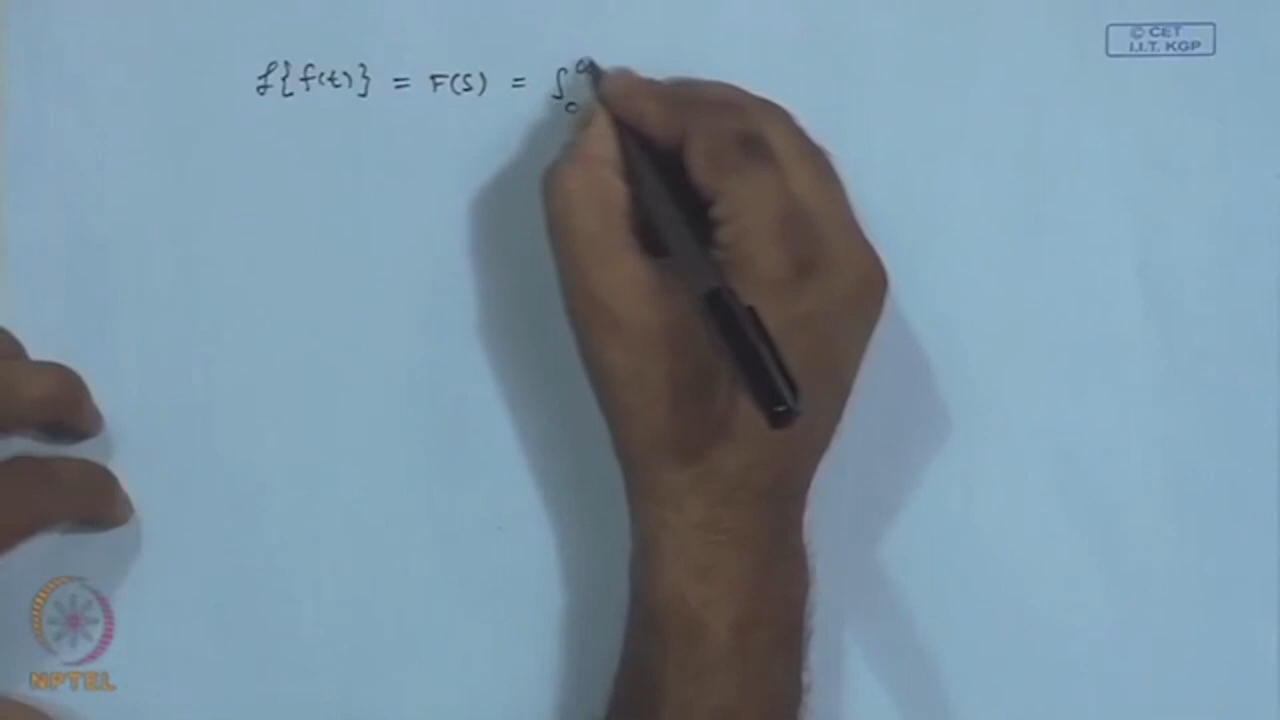 © CET
I.I.T. KGP
ℒ{f(t)} = F(S) = ∫₀^∞
NPTEL